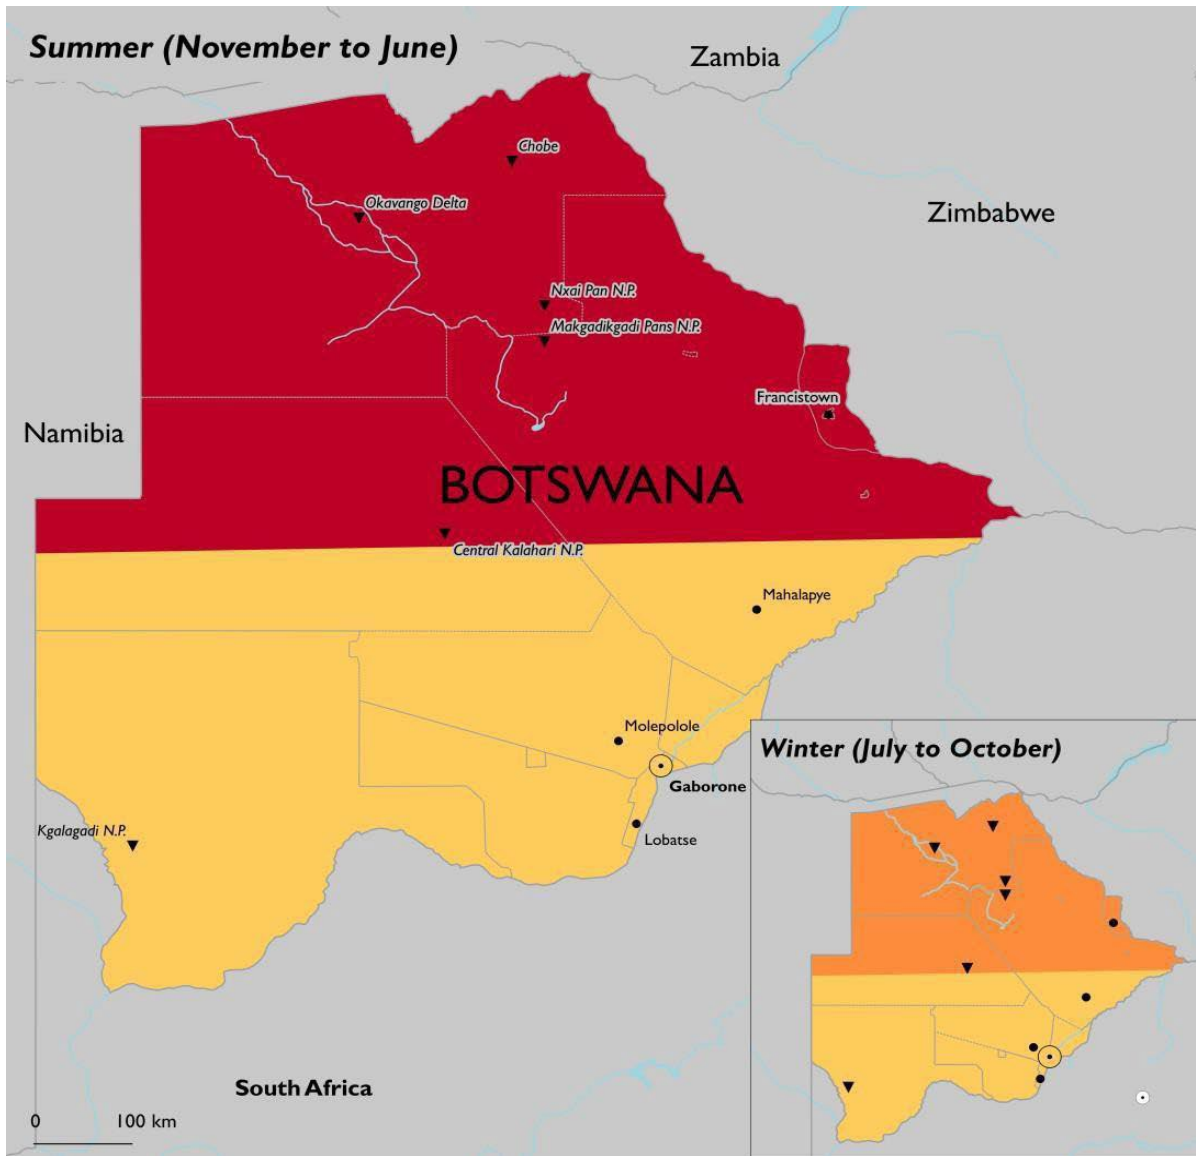 Summer (November to June)
Zambia
Chobe
Okavango Delta
Zimbabwe
Nxai Pan N.P.
Makgadikgadi Pans N.P.
Francistown
Namibia
BOTSWANA
Central Kalahari N.P.
Mahalapye
Molepolole
Winter (July to October)
Gaborone
Kgalagadi N.P.
Lobatse
South Africa
0 100 km